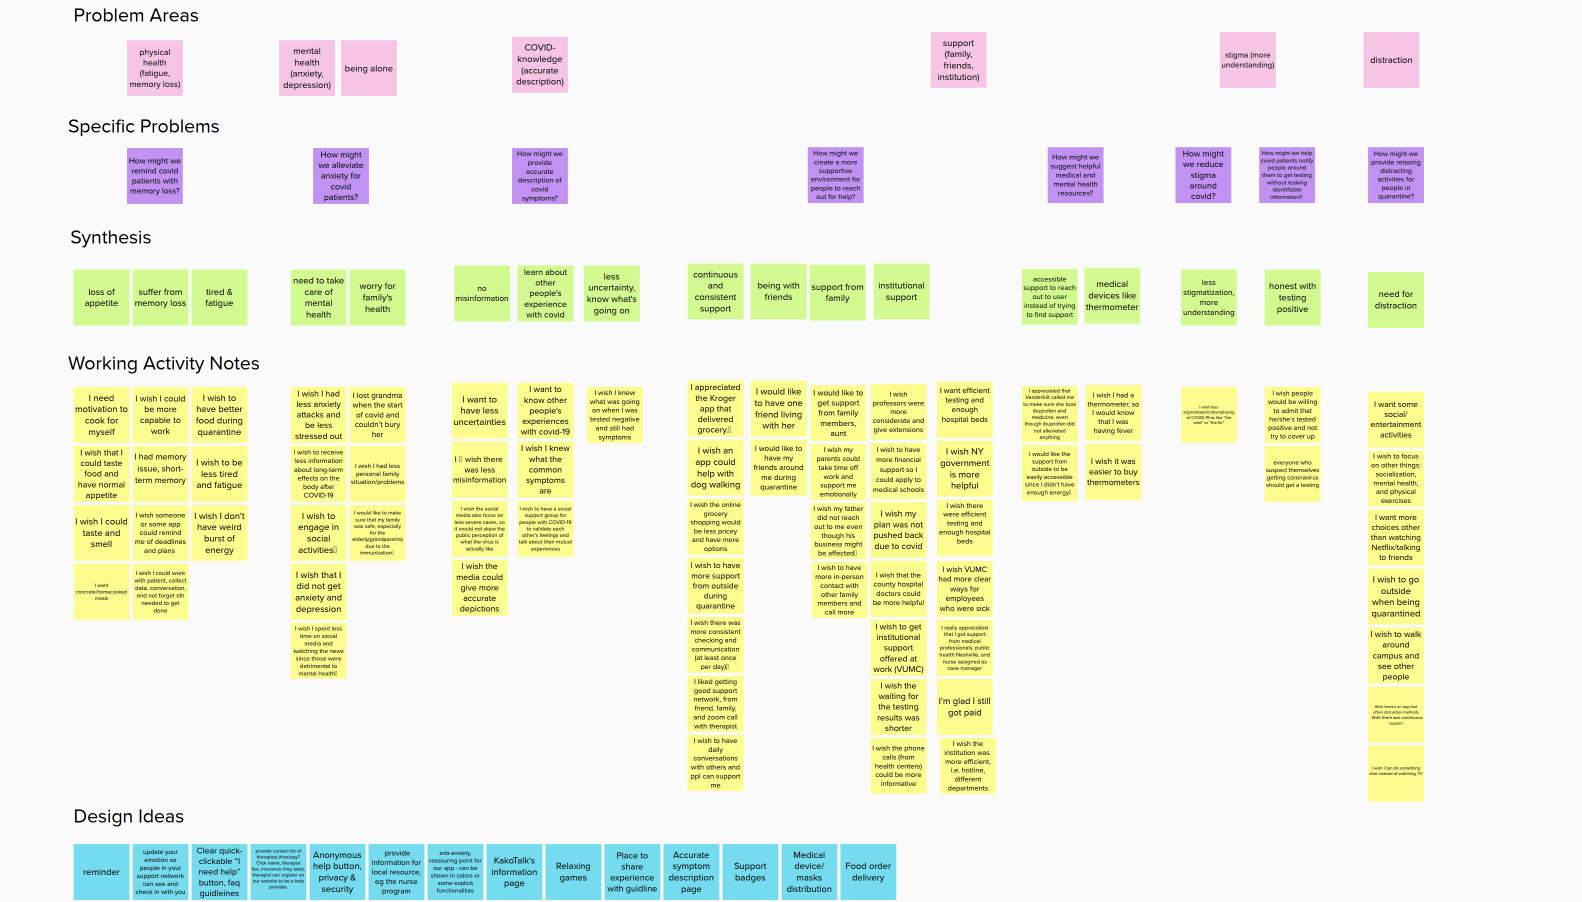 Problem Areas
physical
health
(fatigue,
memory loss)
mental
health
(anxiety,
depression)
being alone
COVID-
knowledge
(accurate
description)
support
(family,
friends,
institution)
stigma (more
understanding)
distraction
Specific Problems
How might we
remind covid
patients with
memory loss?
How might
we alleviate
anxiety for
covid
patients?
How might we
provide
accurate
description of
covid
symptoms?
How might we
create a more
supportive
environment for
people to reach
out for help?
How might we
suggest helpful
medical and
mental health
resources?
How might
we reduce
stigma
around
covid?
How might we help
covid patients notify
people around
them to get testing
without leaking
identifiable
information?
How might we
provide relaxing
distracting
activities for
people in
quarantine?
Synthesis
loss of
appetite
suffer from
memory loss
tired &
fatigue
need to take
care of
mental
health
worry for
family's
health
no
misinformation
learn about
other
people's
experience
with covid
less
uncertainty,
know what's
going on
continuous
and
consistent
support
being with
friends
support from
family
institutional
support
accessible
support to reach
out to user
instead of trying
to find support
medical
devices like
thermometer
less
stigmatization,
more
understanding
honest with
testing
positive
need for
distraction
Working Activity Notes
I need
motivation to
cook for
myself
I wish I could
be more
capable to
work
I wish to
have better
food during
quarantine
I wish I had
less anxiety
attacks and
be less
stressed out
I lost grandma
when the start
of covid and
couldn't bury
her
I want to
have less
uncertainties
I want to
know other
people's
experiences
with covid-19
I wish I knew
what was going
on when I was
tested negative
and still had
symptoms
I appreciated
the Kroger
app that
delivered
grocery.
I would like
to have one
friend living
with her
I would like to
get support
from family
members,
aunt
I wish
professors were
more
considerate and
give extensions
I want efficient
testing and
enough
hospital beds
I appreciated that
Vanderbilt called me
to make sure she took
ibuprofen and
medicine, even
though ibuprofen did
not alleviated
anything
I wish I had a
thermometer, so
I would know
that I was
having fever
I wish less
stigmatization/downplaying
of COVID-19 as like "the
cold" or "the flu"
I wish people
would be willing
to admit that
he/she's tested
positive and not
try to cover up
I want some
social/
entertainment
activities
I wish that I
could taste
food and
have normal
appetite
I had memory
issue, short-
term memory
I wish to be
less tired
and fatigue
I wish to receive
less information
about long-term
effects on the
body after
COVID-19
I wish I had less
personal family
situation/problems
I wish there
was less
misinformation
I wish I knew
what the
common
symptoms
are
I wish an
app could
help with
dog walking
I would like to
have my
friends around
me during
quarantine
I wish my
parents could
take time off
work and
support me
emotionally
I wish to have
more financial
support so I
could apply to
medical schools
I wish NY
government
is more
helpful
I would like the
support from
outside to be
easily accessible
since I didn't have
enough energy
I wish it was
easier to buy
thermometers
everyone who
suspect themselves
getting coronavirus
should get a testing
I wish to focus
on other things:
socialization,
mental health,
and physical
exercises
I wish I could
taste and
smell
I wish someone
or some app
could remind
me of deadlines
and plans
I wish I don't
have weird
burst of
energy
I wish to
engage in
social
activities
I would like to make
sure that my family
was safe, especially
for the
elderly(grandparents)
due to the
immunization
I wish the social
media also focus on
less severe cases, so
it would not skew the
public perception of
what the virus is
actually like
I wish to have a social
support group for
people with COVID-19
to validate each
other's feelings and
talk about their mutual
experiences
I wish the online
grocery
shopping would
be less pricey
and have more
options
I wish my father
did not reach
out to me even
though his
business might
be affected
I wish my
plan was not
pushed back
due to covid
I wish there
were efficient
testing and
enough hospital
beds
I want more
choices other
than watching
Netflix/talking
to friends
I want
concrete/homecooked
meals
I wish I could work
with patient, collect
data, conversation,
and not forget sth
needed to get
done
I wish that I
did not get
anxiety and
depression
I wish the
media could
give more
accurate
depictions
I wish to have
more support
from outside
during
quarantine
I wish to have
more in-person
contact with
other family
members and
call more
I wish that the
county hospital
doctors could
be more helpful
I wish VUMC
had more clear
ways for
employees
who were sick
I wish to go
outside
when being
quarantined
I wish I spent less
time on social
media and
watching the news
since those were
detrimental to
mental health
I wish there was
more consistent
checking and
communication
(at least once
per day)
I wish to get
institutional
support
offered at
work (VUMC)
I really appreciated
that I got support
from medical
professionals, public
health Nashville, and
nurse assigned as
case manager
I wish to walk
around
campus and
see other
people
I liked getting
good support
network, from
friend, family,
and zoom call
with therapist
I wish the
waiting for
the testing
results was
shorter
I'm glad I still
got paid
Wish there's an app that
offers distraction methods
Wish there was continuous
support
I wish to have
daily
conversations
with others and
ppl can support
me
I wish the phone
calls (from
health centers)
could be more
informative
I wish the
institution was
more efficient,
i.e. hotline,
different
departments
I wish I can do something
else instead of watching TV
Design Ideas
reminder
update your
emotion so
people in your
support network
can see and
check in with you
Clear quick-
clickable "I
need help"
button, faq
guidleines
provide contact list of
therapists (free/pay?
Click name, therapist
fee, insurance they take),
therapist can register on
our website to be a help
provider.
Anonymous
help button,
privacy &
security
provide
information for
local resource,
eg the nurse
program
anti-anxiety,
reassuring point for
our app - can be
shown in colors or
some explicit
functionalities
KakoTalk's
information
page
Relaxing
games
Place to
share
experience
with guidline
Accurate
symptom
description
page
Support
badges
Medical
device/
masks
distribution
Food order
delivery